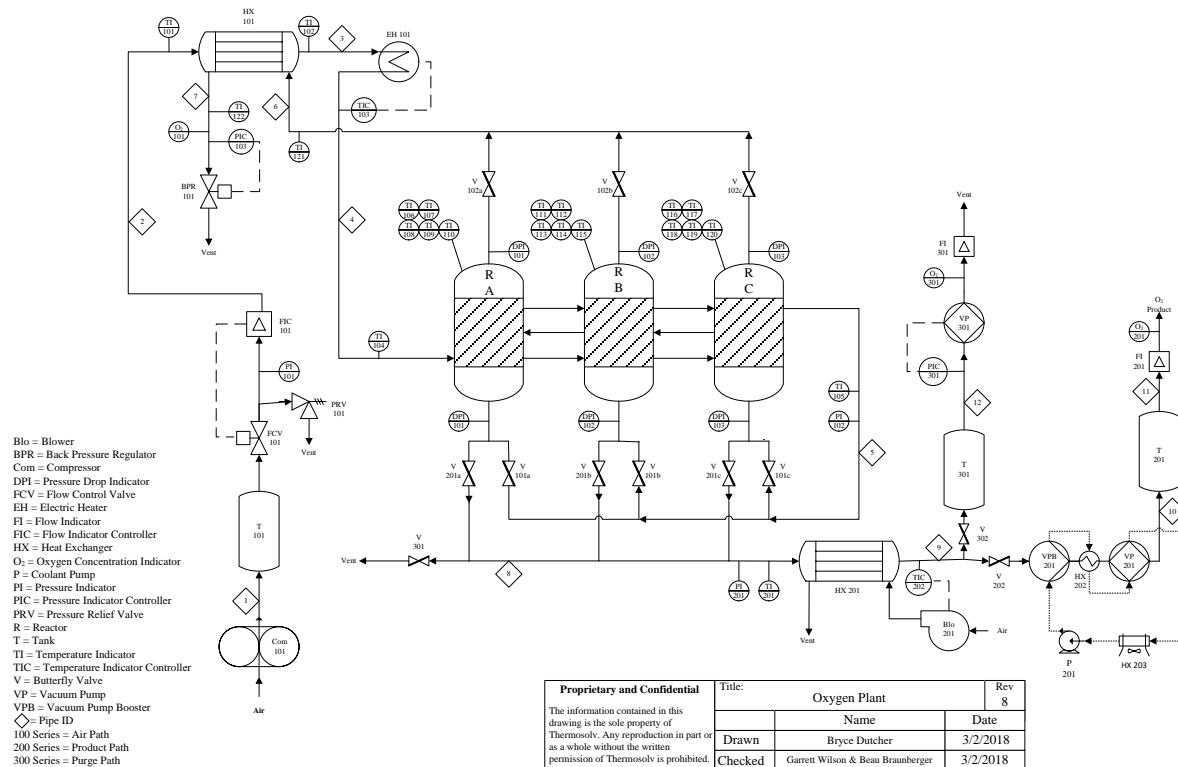 HX
101
TI
101
TI
102
3
EH 101
7
6
TI
122
O₂
101
PIC
103
TIC
103
TI
121
BPR
101
Vent
2
4
V
102a
V
102b
V
102c
TI
106
TI
107
TI
108
TI
109
TI
110
TI
111
TI
112
TI
113
TI
114
TI
115
TI
116
TI
117
TI
118
TI
119
TI
120
DPI
101
DPI
102
DPI
103
R
A
R
B
R
C
Vent
FI
301
O₂
301
VP
301
PIC
301
12
O₂
Product
O₂
201
FI
201
11
FIC
101
TI
104
PI
101
PRV
101
FCV
101
Vent
TI
105
PI
102
5
DPI
101
DPI
102
DPI
103
V
201a
V
101a
V
201b
V
101b
V
201c
V
101c
T
301
T
201
10
T
101
1
Com
101
Air
Vent
V
301
8
PI
201
TI
201
HX 201
Vent
9
TIC
202
Blo
201
Air
V
302
V
202
VPB
201
HX
202
VP
201
P
201
HX 203
Blo = Blower
BPR = Back Pressure Regulator
Com = Compressor
DPI = Pressure Drop Indicator
FCV = Flow Control Valve
EH = Electric Heater
FI = Flow Indicator
FIC = Flow Indicator Controller
HX = Heat Exchanger
O₂ = Oxygen Concentration Indicator
P = Coolant Pump
PI = Pressure Indicator
PIC = Pressure Indicator Controller
PRV = Pressure Relief Valve
R = Reactor
T = Tank
TI = Temperature Indicator
TIC = Temperature Indicator Controller
V = Butterfly Valve
VP = Vacuum Pump
VPB = Vacuum Pump Booster
= Pipe ID
100 Series = Air Path
200 Series = Product Path
300 Series = Purge Path
Proprietary and Confidential
The information contained in this
drawing is the sole property of
Thermosolv. Any reproduction in part or
as a whole without the written
permission of Thermosolv is prohibited.
Title:
Oxygen Plant
Rev
8
Name Date
Drawn Bryce Dutcher 3/2/2018
Checked Garrett Wilson & Beau Braunberger 3/2/2018